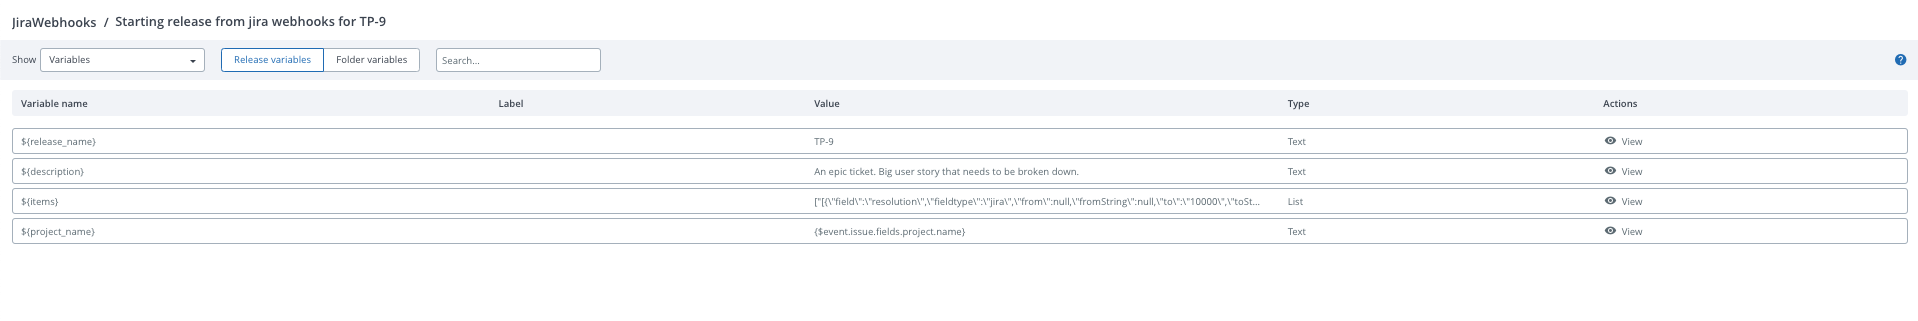 JiraWebhooks / Starting release from jira webhooks for TP-9
Show Variables Release variables Folder variables Search...
Variable name Label Value Type Actions
${release_name} TP-9 Text View
${description} An epic ticket. Big user story that needs to be broken down. Text View
${items} ["[{\"field\":\"resolution\",\"fieldtype\":\"jira\",\"from\":null,\"fromString\":null,\"to\":\"10000\",\"toSt... List View
${project_name} {$event.issue.fields.project.name} Text View